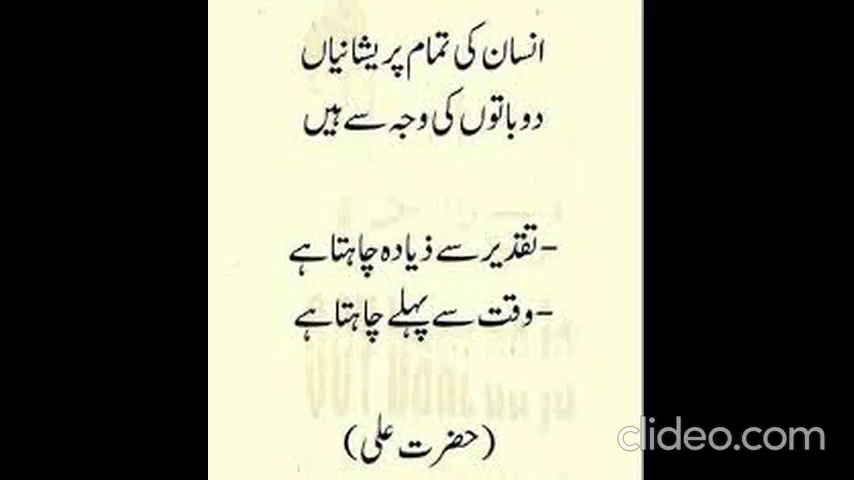 انسان کی تمام پریشانیاں
دو باتوں کی وجہ سے ہیں
-تقدیر سے ذیادہ چاہتا ہے
-وقت سے پہلے چاہتا ہے
(حضرت علی)
clideo.com